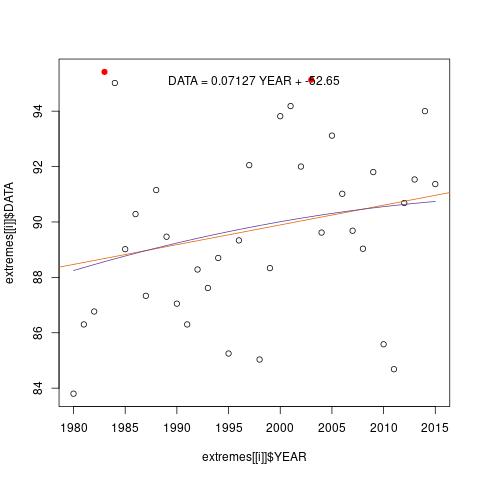 DATA = 0.07127 YEAR + -52.65
94
92
90
88
86
84
extremes[[i]]$DATA
1980 1985 1990 1995 2000 2005 2010 2015
extremes[[i]]$YEAR